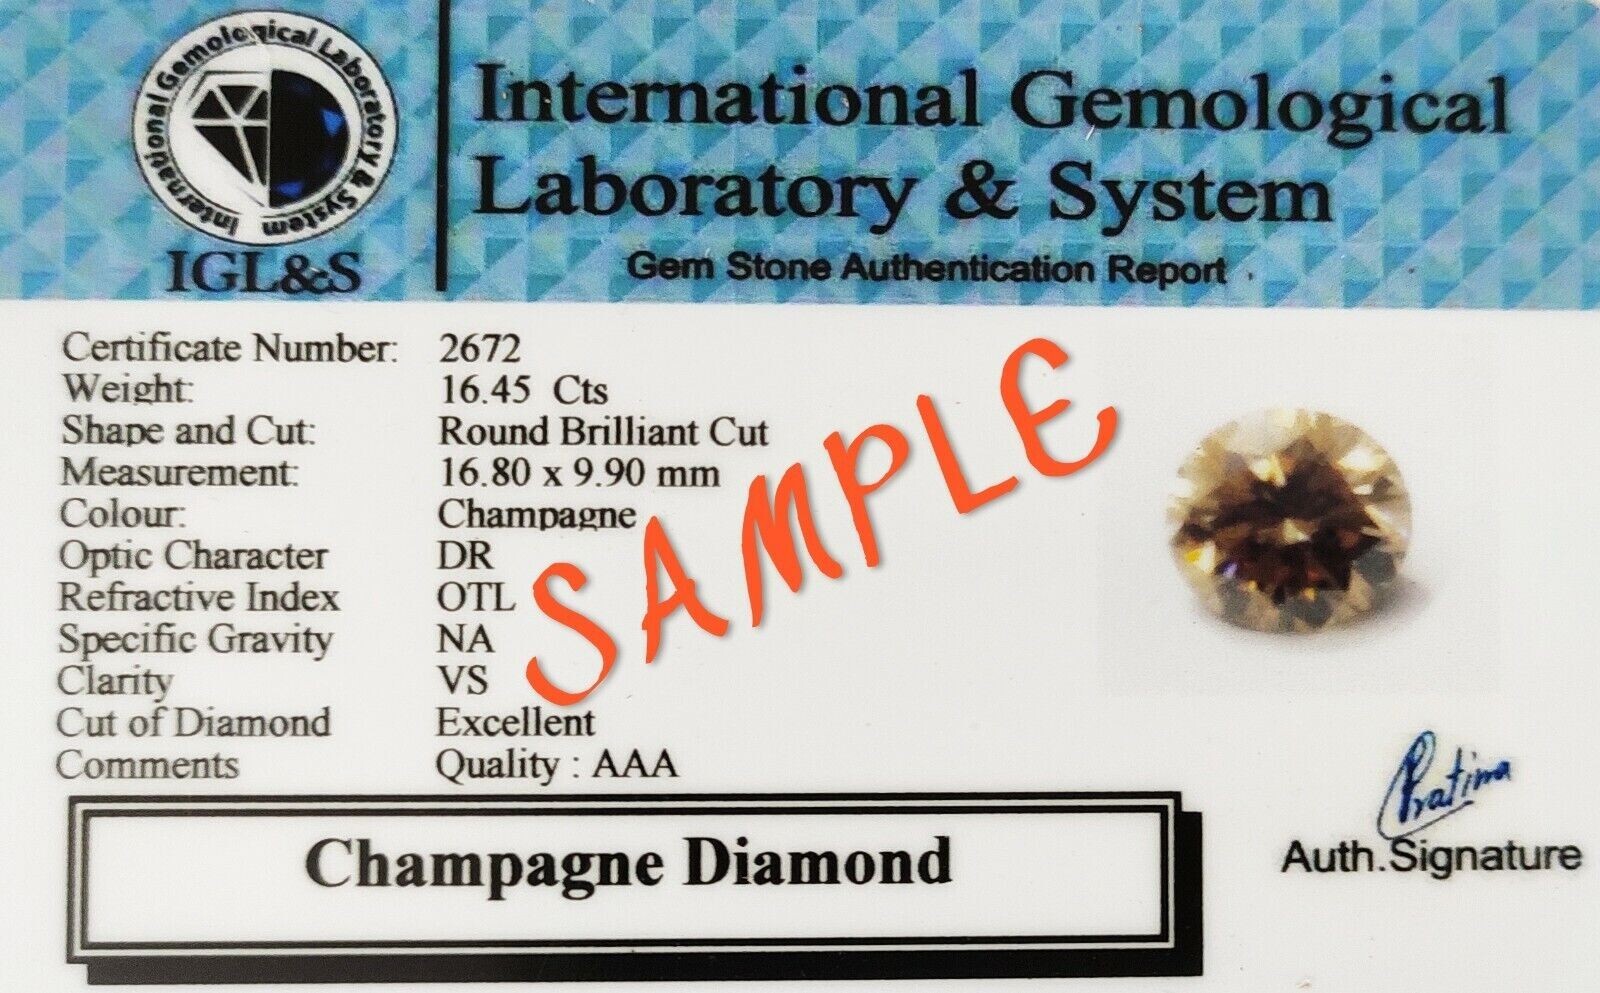 International Gemological Laboratory & System
IGL&S
International Gemological
Laboratory & System
Gem Stone Authentication Report
Certificate Number: 2672
Weight: 16.45 Cts
Shape and Cut: Round Brilliant Cut
Measurement: 16.80 x 9.90 mm
Colour: Champagne
Optic Character DR
Refractive Index OTL
Specific Gravity NA
Clarity VS
Cut of Diamond Excellent
Comments Quality : AAA
SAMPLE
Champagne Diamond
Pratima
Auth.Signature